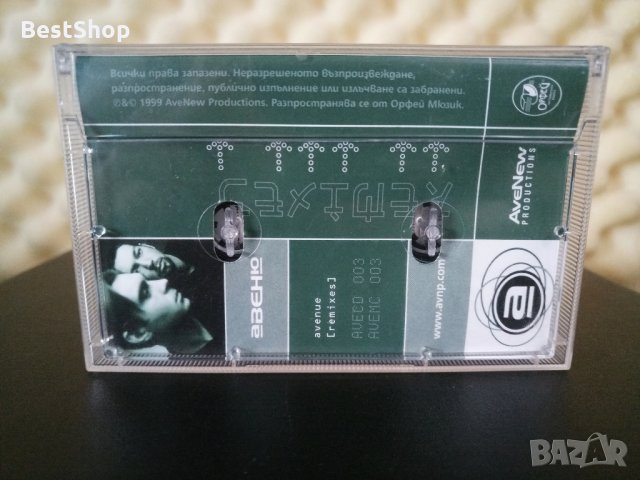 BestShop
Всички права запазени. Неразрешеното възпроизвеждане,
разпространение, публично изпълнение или излъчване са забранени.
℗&© 1999 AveNew Productions. Разпространява се от Орфей Мюзик.
авеню
avenue
[remixes]
AVECD 003
AVEMC 003
www.avnp.com
a
AVENEW
PRODUCTIONS
BAZAR